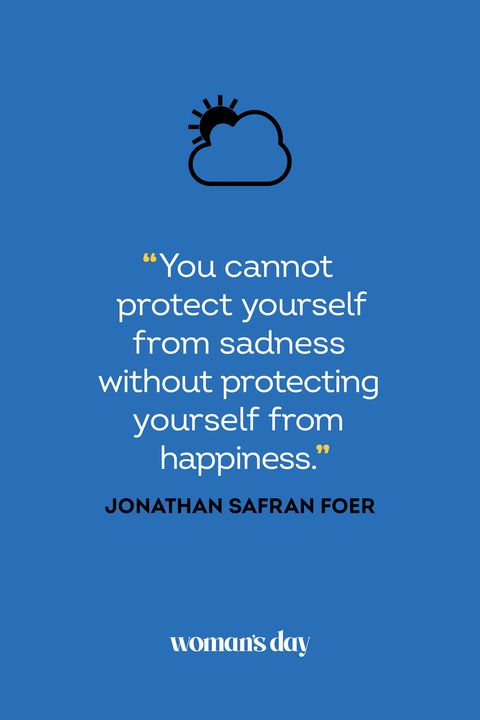 “You cannot
protect yourself
from sadness
without protecting
yourself from
happiness.”
JONATHAN SAFRAN FOER
woman's day